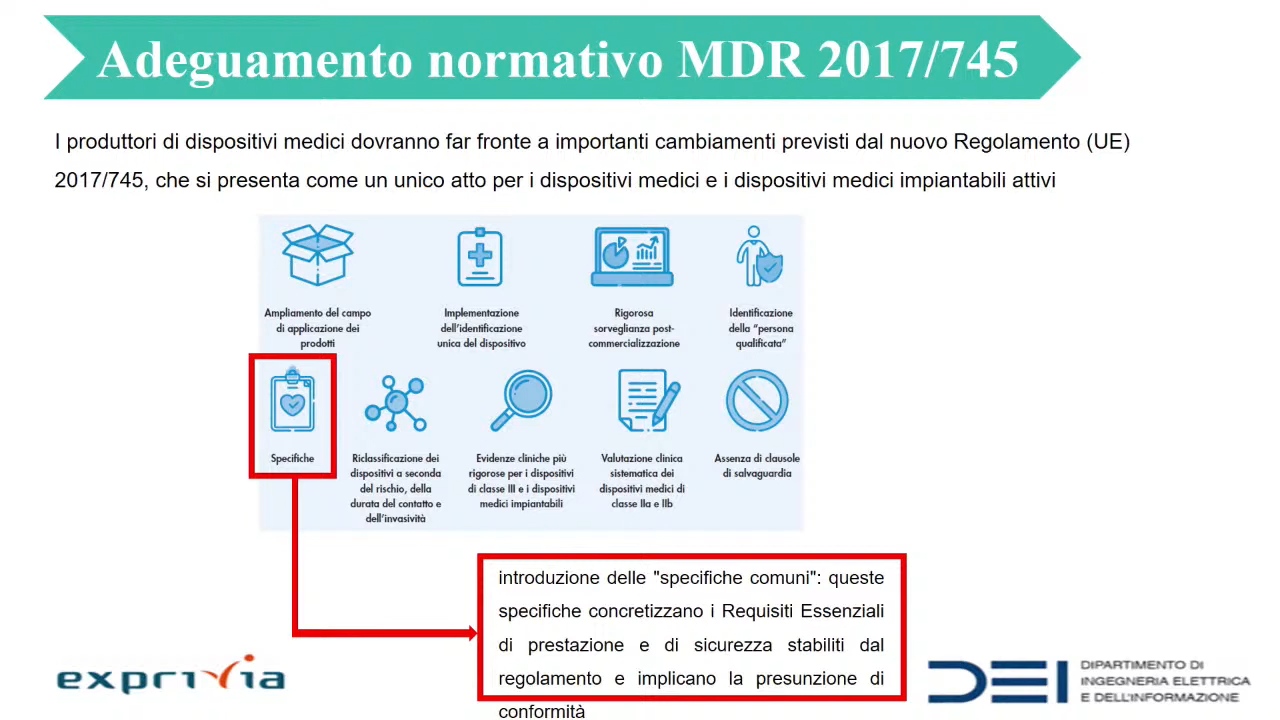 Adeguamento normativo MDR 2017/745
I produttori di dispositivi medici dovranno far fronte a importanti cambiamenti previsti dal nuovo Regolamento (UE)
2017/745, che si presenta come un unico atto per i dispositivi medici e i dispositivi medici impiantabili attivi
Ampliamento del campo
di applicazione dei
prodotti
Implementazione
dell'identificazione
unica del dispositivo
Rigorosa
sorveglianza post-
commercializzazione
Identificazione
della "persona
qualificata"
Specifiche
Riclassificazione dei
dispositivi a seconda
del rischio, della
durata del contatto e
dell'invasività
Evidenze cliniche più
rigorose per i dispositivi
di classe III e i dispositivi
medici impiantabili
Valutazione clinica
sistematica dei
dispositivi medici di
classe IIa e IIb
Assenza di clausole
di salvaguardia
introduzione delle "specifiche comuni": queste
specifiche concretizzano i Requisiti Essenziali
di prestazione e di sicurezza stabiliti dal
regolamento e implicano la presunzione di
conformità
exprivia
DEI
DIPARTIMENTO DI
INGEGNERIA ELETTRICA
E DELL'INFORMAZIONE